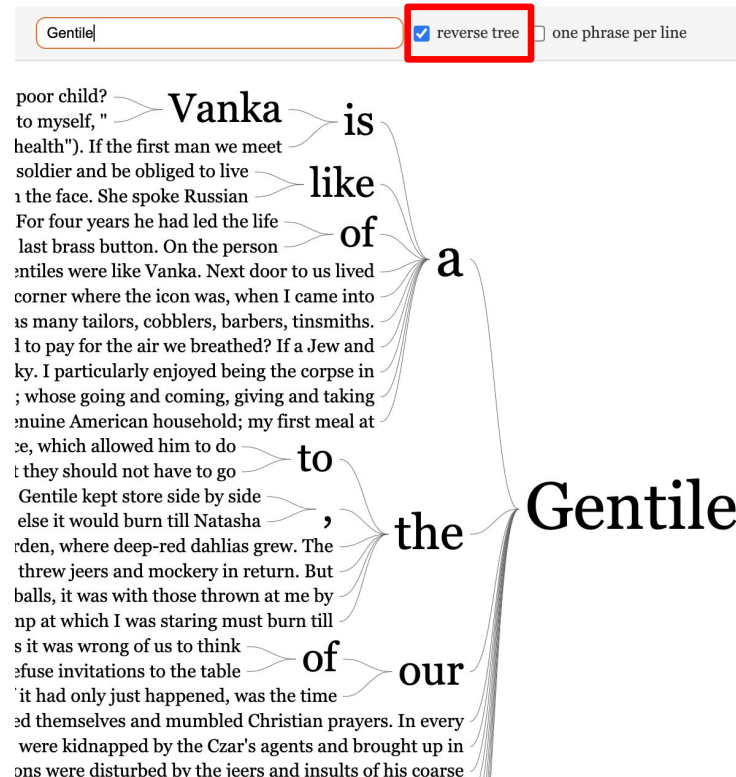 Gentile
reverse tree
one phrase per line
poor child?
to myself, "
Vanka
is
health"). If the first man we meet
soldier and be obliged to live
the face. She spoke Russian
like
For four years he had led the life
last brass button. On the person
of
entiles were like Vanka. Next door to us lived
corner where the icon was, when I came into
as many tailors, cobblers, barbers, tinsmiths.
to pay for the air we breathed? If a Jew and
ky. I particularly enjoyed being the corpse in
; whose going and coming, giving and taking
enuine American household; my first meal at
a
ce, which allowed him to do
t they should not have to go
to
Gentile kept store side by side
else it would burn till Natasha
,
rden, where deep-red dahlias grew. The
threw jeers and mockery in return. But
balls, it was with those thrown at me by
mp at which I was staring must burn till
the
Gentile
s it was wrong of us to think
efuse invitations to the table
of
it had only just happened, was the time
our
ed themselves and mumbled Christian prayers. In every
were kidnapped by the Czar's agents and brought up in
ons were disturbed by the jeers and insults of his coarse